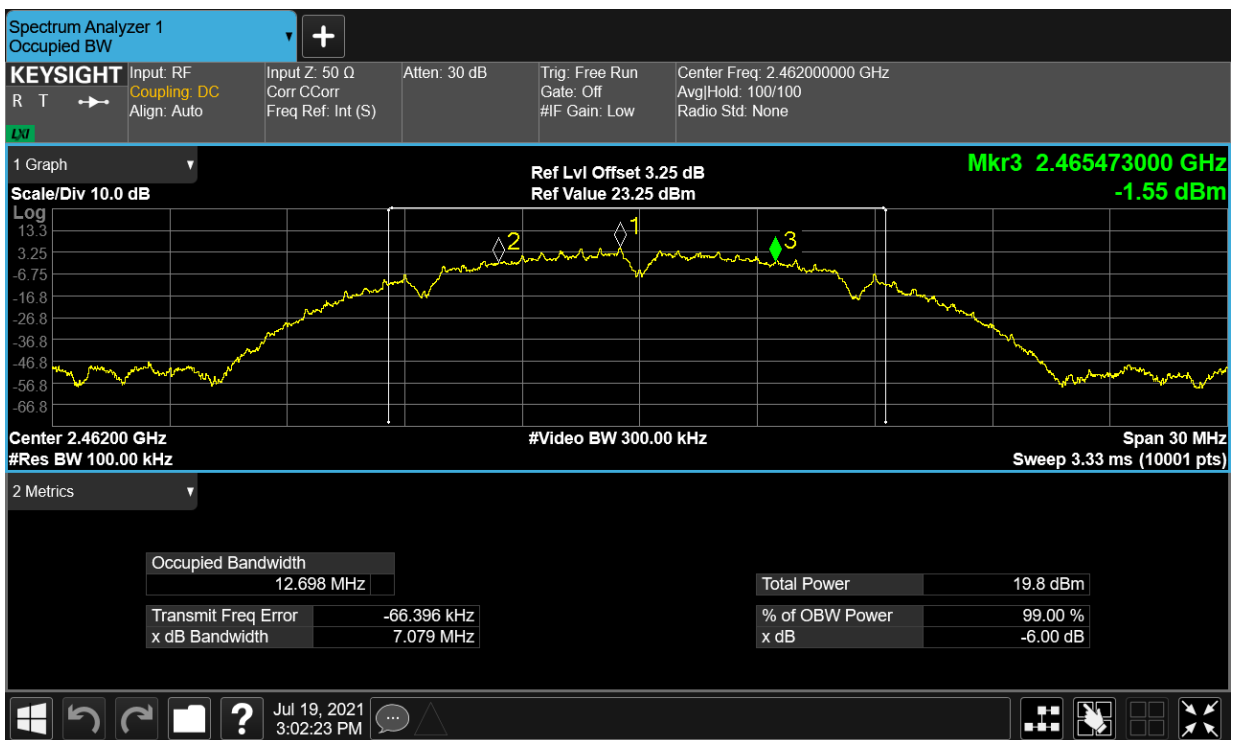 Spectrum Analyzer 1
Occupied BW
KEYSIGHT
R T
LXI
Input: RF
Coupling: DC
Align: Auto
Input Z: 50 Ω
Corr CCorr
Freq Ref: Int (S)
Atten: 30 dB
Trig: Free Run
Gate: Off
#IF Gain: Low
Center Freq: 2.462000000 GHz
Avg|Hold: 100/100
Radio Std: None
1 Graph
Scale/Div 10.0 dB
Ref Lvl Offset 3.25 dB
Ref Value 23.25 dBm
Mkr3 2.465473000 GHz
-1.55 dBm
Log
13.3
3.25
-6.75
-16.8
-26.8
-36.8
-46.8
-56.8
-66.8
2
1
3
Center 2.46200 GHz
#Res BW 100.00 kHz
#Video BW 300.00 kHz
Span 30 MHz
Sweep 3.33 ms (10001 pts)
2 Metrics
Occupied Bandwidth
12.698 MHz
Transmit Freq Error -66.396 kHz
x dB Bandwidth 7.079 MHz
Total Power 19.8 dBm
% of OBW Power 99.00 %
x dB -6.00 dB
?
Jul 19, 2021
3:02:23 PM